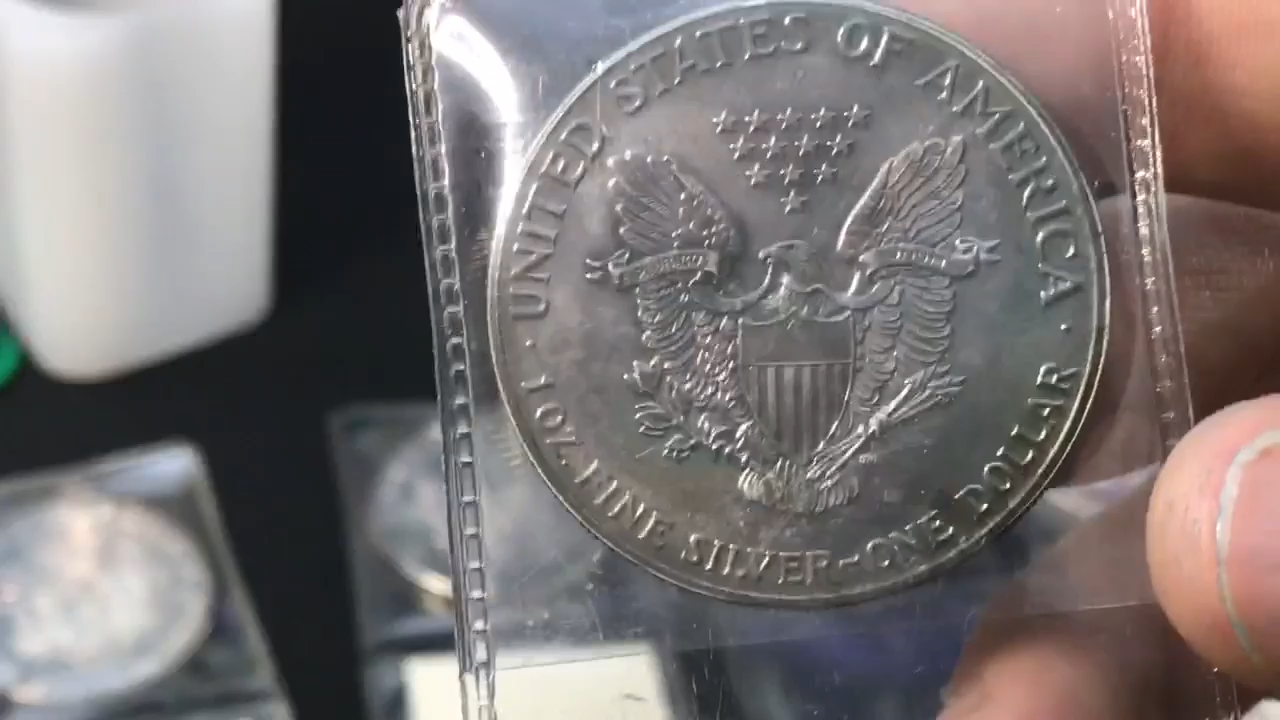 UNITED STATES OF AMERICA
· 1 OZ. FINE SILVER–ONE DOLLAR ·